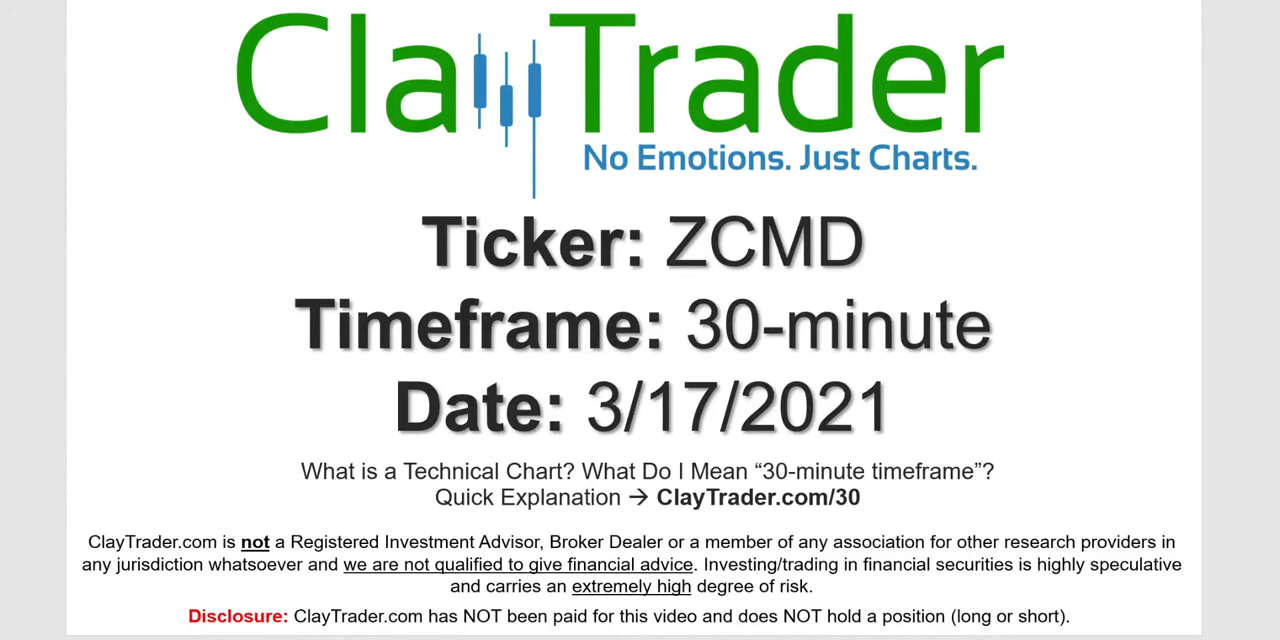 ClayTrader
No Emotions. Just Charts.
Ticker: ZCMD
Timeframe: 30-minute
Date: 3/17/2021
What is a Technical Chart? What Do I Mean “30-minute timeframe”?
Quick Explanation → ClayTrader.com/30
ClayTrader.com is not a Registered Investment Advisor, Broker Dealer or a member of any association for other research providers in
any jurisdiction whatsoever and we are not qualified to give financial advice. Investing/trading in financial securities is highly speculative
and carries an extremely high degree of risk.
Disclosure: ClayTrader.com has NOT been paid for this video and does NOT hold a position (long or short).